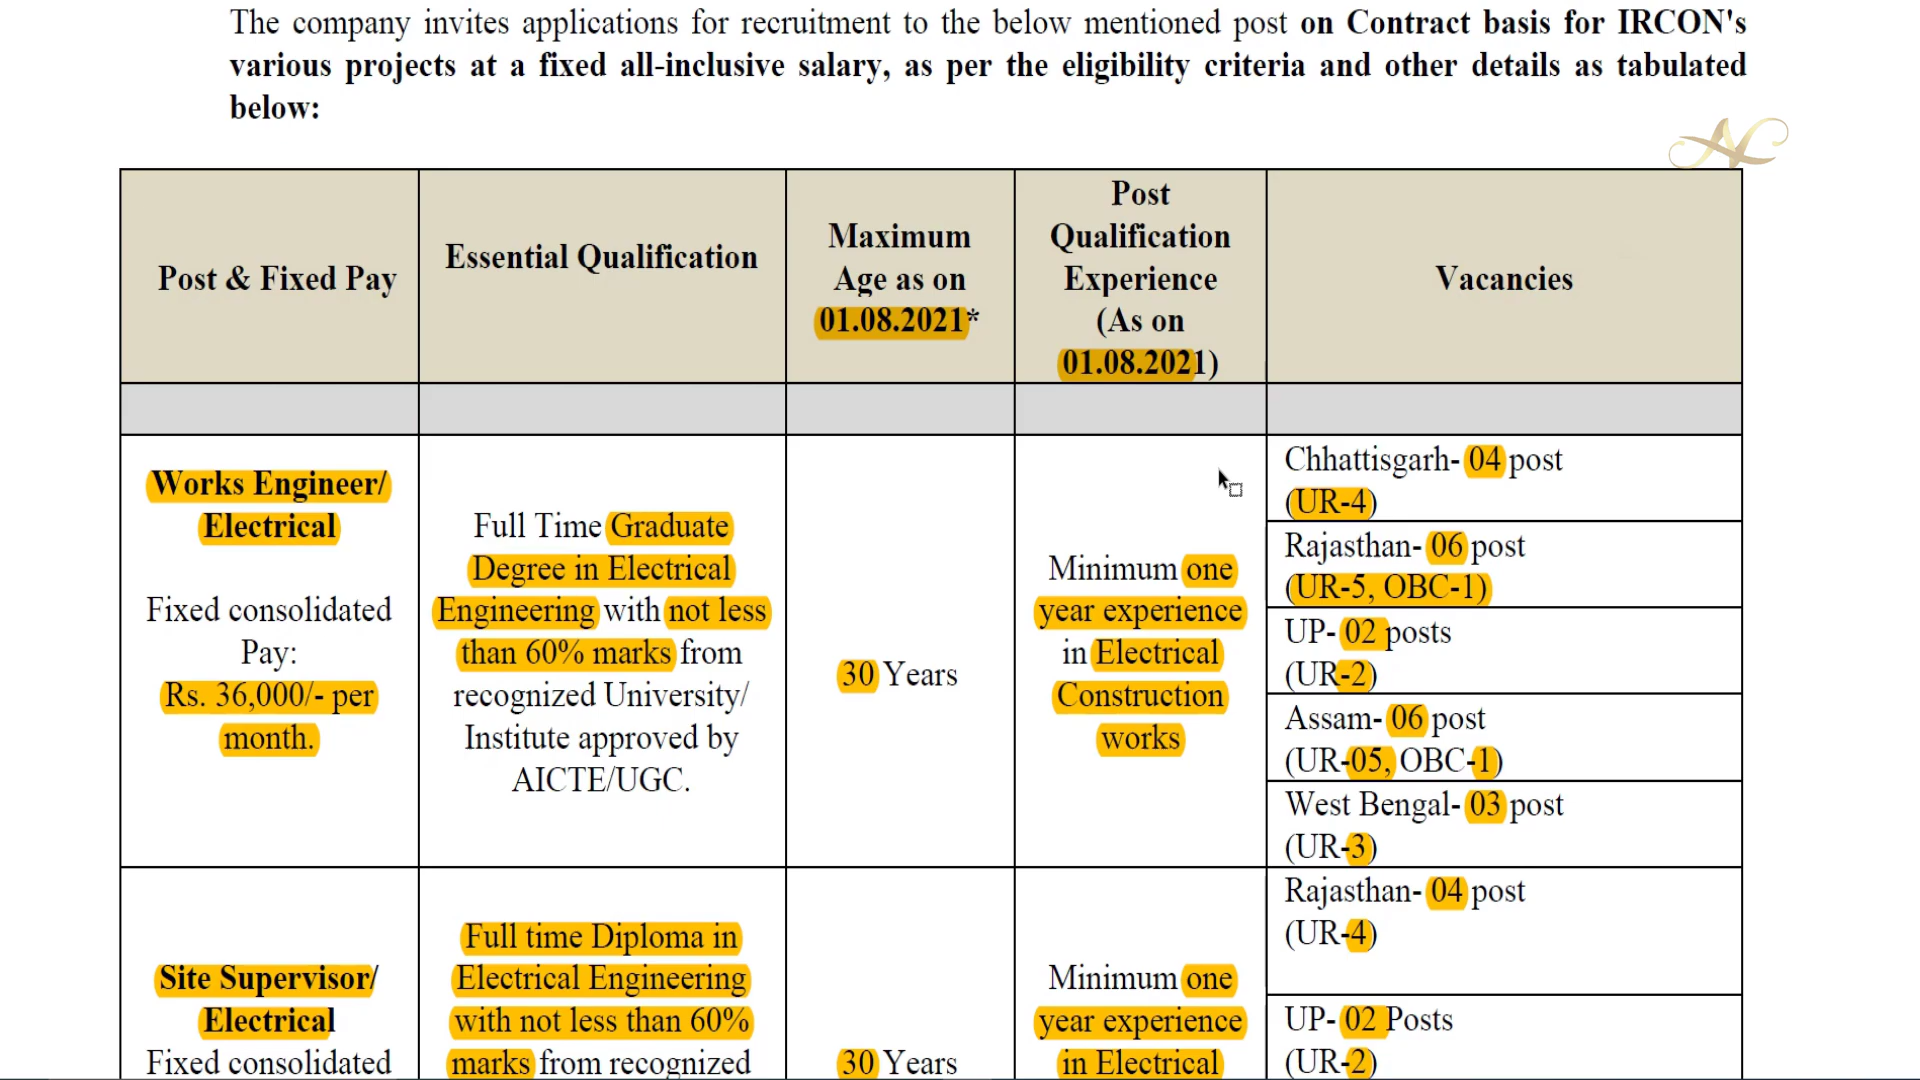 The company invites applications for recruitment to the below mentioned post on Contract basis for IRCON's
various projects at a fixed all-inclusive salary, as per the eligibility criteria and other details as tabulated
below:
Post & Fixed Pay
Essential Qualification
Maximum
Age as on
01.08.2021*
Post
Qualification
Experience
(As on
01.08.2021)
Vacancies
Works Engineer/
Electrical
Fixed consolidated
Pay:
Rs. 36,000/- per
month.
Full Time Graduate
Degree in Electrical
Engineering with not less
than 60% marks from
recognized University/
Institute approved by
AICTE/UGC.
30 Years
Minimum one
year experience
in Electrical
Construction
works
Chhattisgarh- 04 post
(UR-4)
Rajasthan- 06 post
(UR-5, OBC-1)
UP- 02 posts
(UR-2)
Assam- 06 post
(UR-05, OBC-1)
West Bengal- 03 post
(UR-3)
Site Supervisor/
Electrical
Fixed consolidated
Full time Diploma in
Electrical Engineering
with not less than 60%
marks from recognized
30 Years
Minimum one
year experience
in Electrical
Rajasthan- 04 post
(UR-4)
UP- 02 Posts
(UR-2)